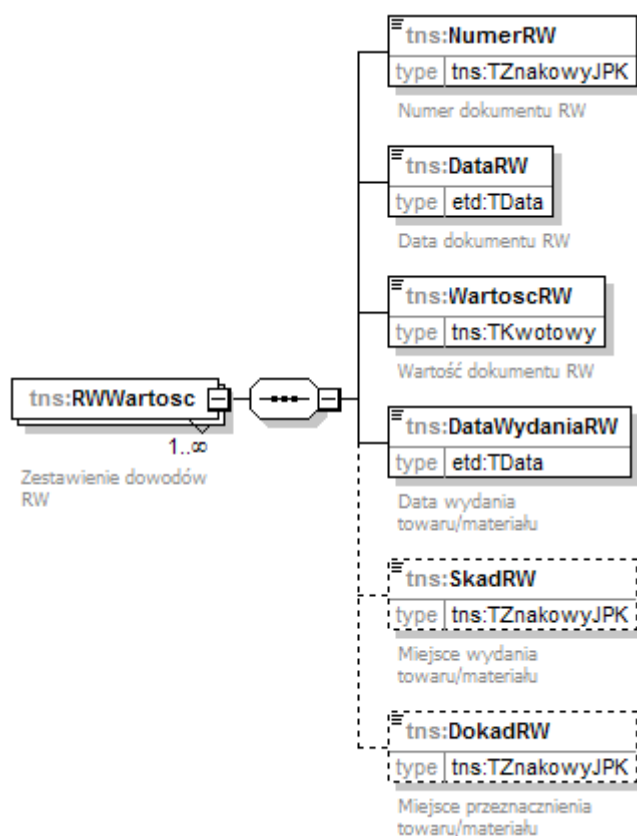 tns:NumerRW
type tns:TZnakowyJPK
Numer dokumentu RW
tns:DataRW
type etd:TData
Data dokumentu RW
tns:WartoscRW
type tns:TKwotowy
Wartość dokumentu RW
tns:RWWartosc
1..∞
Zestawienie dowodów
RW
tns:DataWydaniaRW
type etd:TData
Data wydania
towaru/materiału
tns:SkadRW
type tns:TZnakowyJPK
Miejsce wydania
towaru/materiału
tns:DokadRW
type tns:TZnakowyJPK
Miejsce przeznacznienia
towaru/materiału